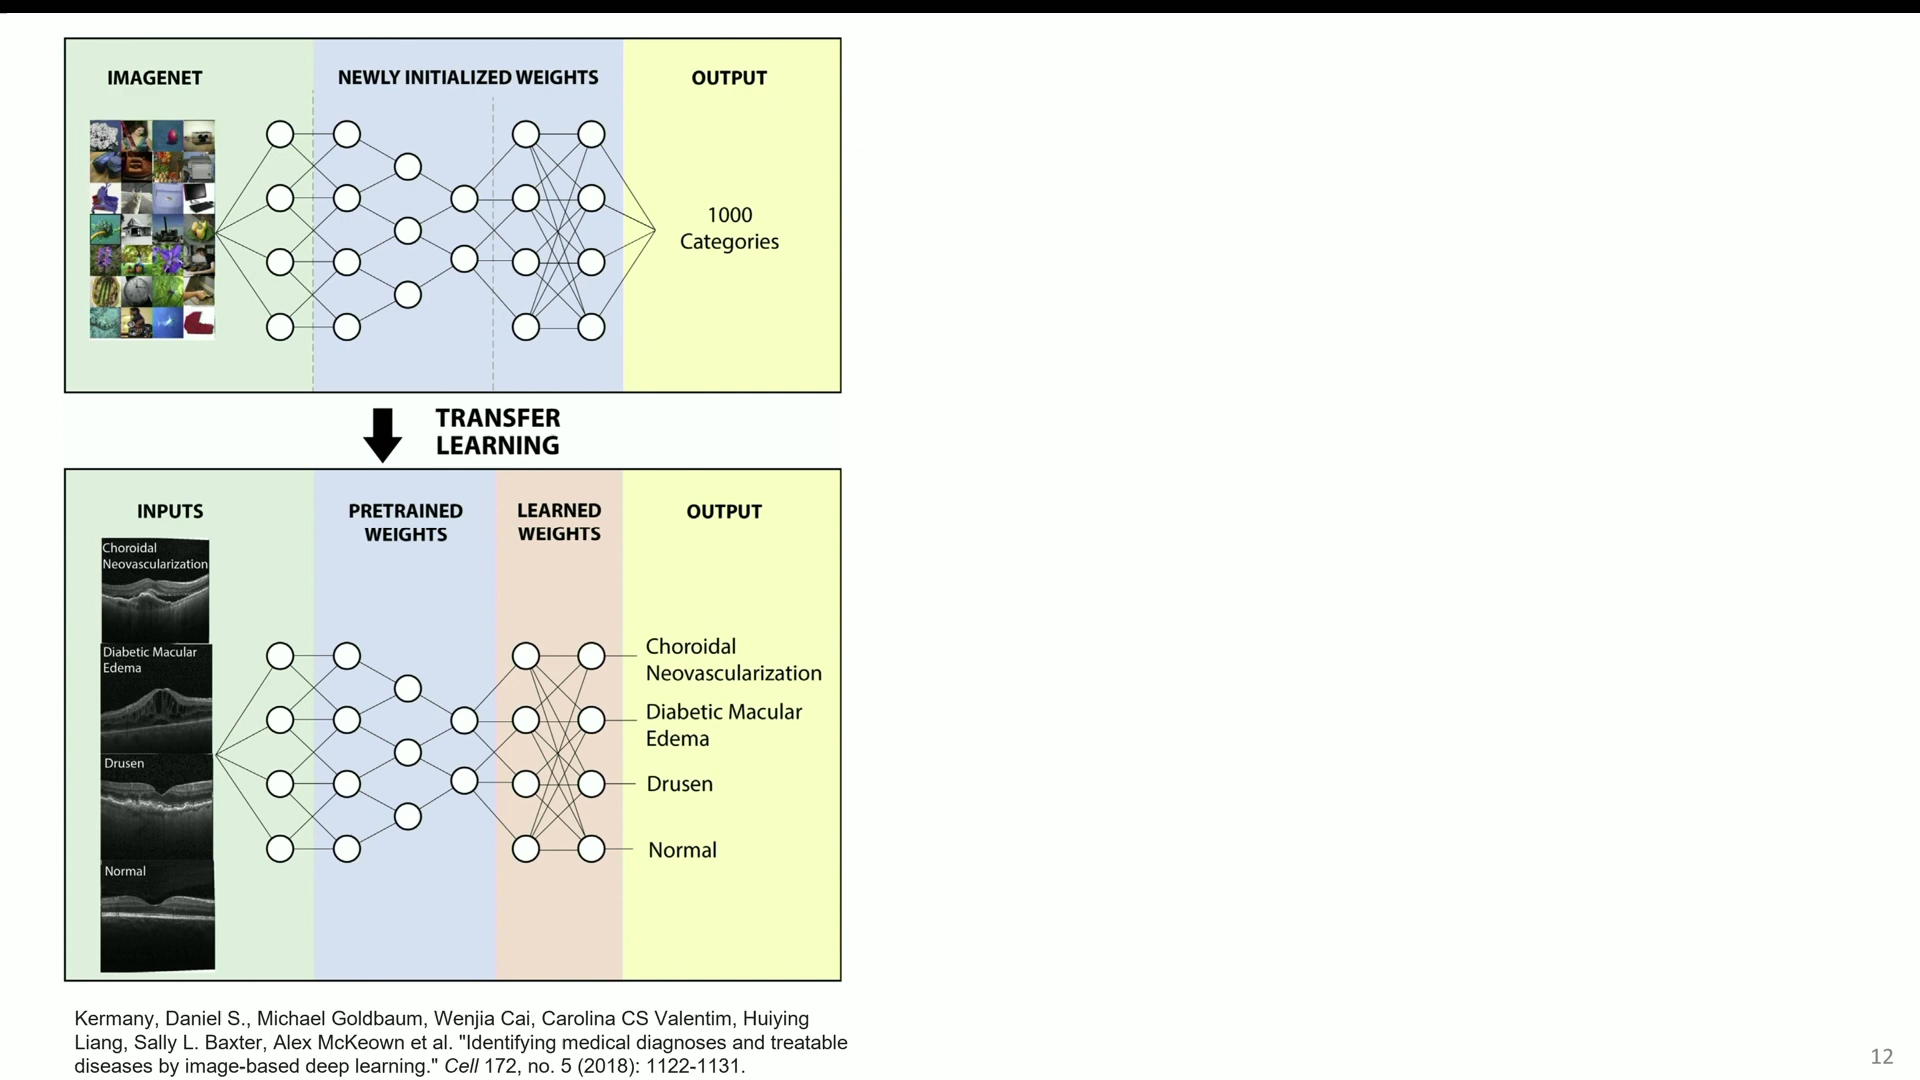 IMAGENET
NEWLY INITIALIZED WEIGHTS
OUTPUT
1000
Categories
TRANSFER
LEARNING
INPUTS
PRETRAINED
WEIGHTS
LEARNED
WEIGHTS
OUTPUT
Choroidal
Neovascularization
Diabetic Macular
Edema
Drusen
Normal
Choroidal
Neovascularization
Diabetic Macular
Edema
Drusen
Normal
Kermany, Daniel S., Michael Goldbaum, Wenjia Cai, Carolina CS Valentim, Huiying
Liang, Sally L. Baxter, Alex McKeown et al. "Identifying medical diagnoses and treatable
diseases by image-based deep learning." Cell 172, no. 5 (2018): 1122-1131.
12